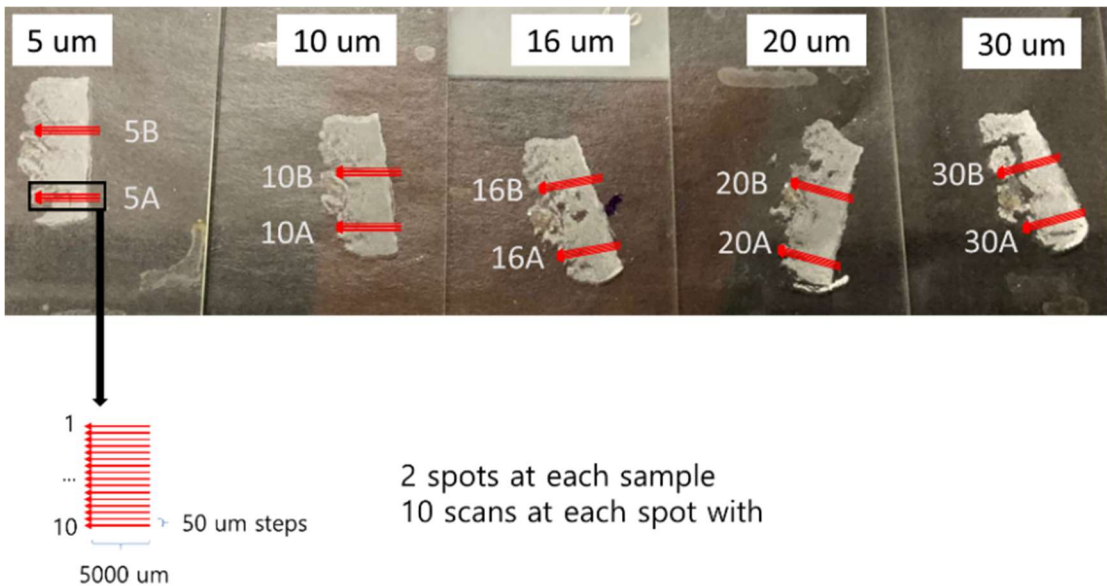 5 um
10 um
16 um
20 um
30 um
5B
5A
10B
10A
16B
16A
20B
20A
30B
30A
1
...
10
50 um steps
5000 um
2 spots at each sample
10 scans at each spot with